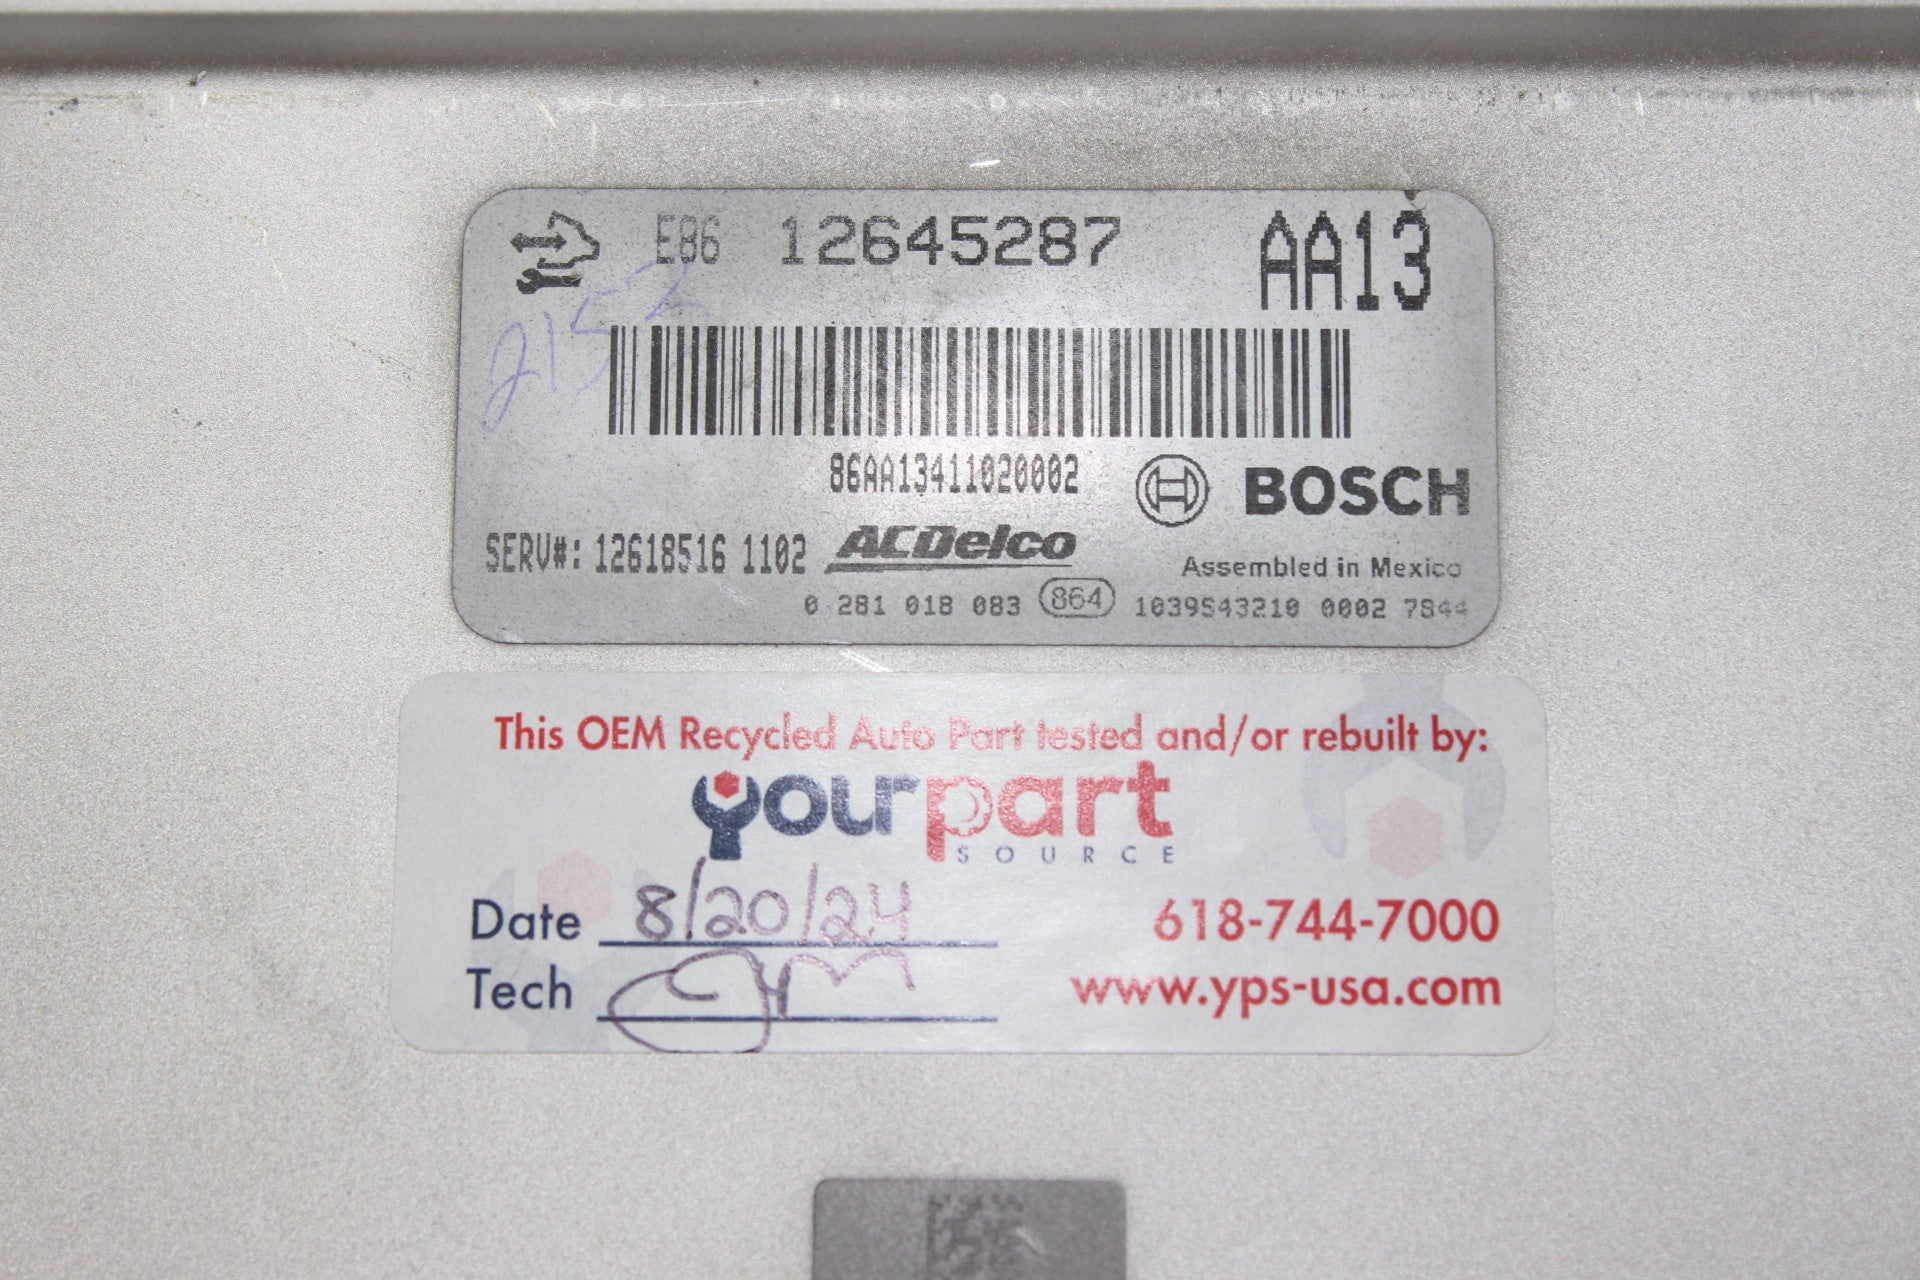 E86 12645287 AA13
2152
86AA13411020002
BOSCH
SERV#: 12618516 1102 ACDelco
Assembled in Mexico
0 281 018 083 864 1039S43210 0002 7844
This OEM Recycled Auto Part tested and/or rebuilt by:
yourpart
SOURCE
Date 8/20/24 618-744-7000
Tech www.yps-usa.com